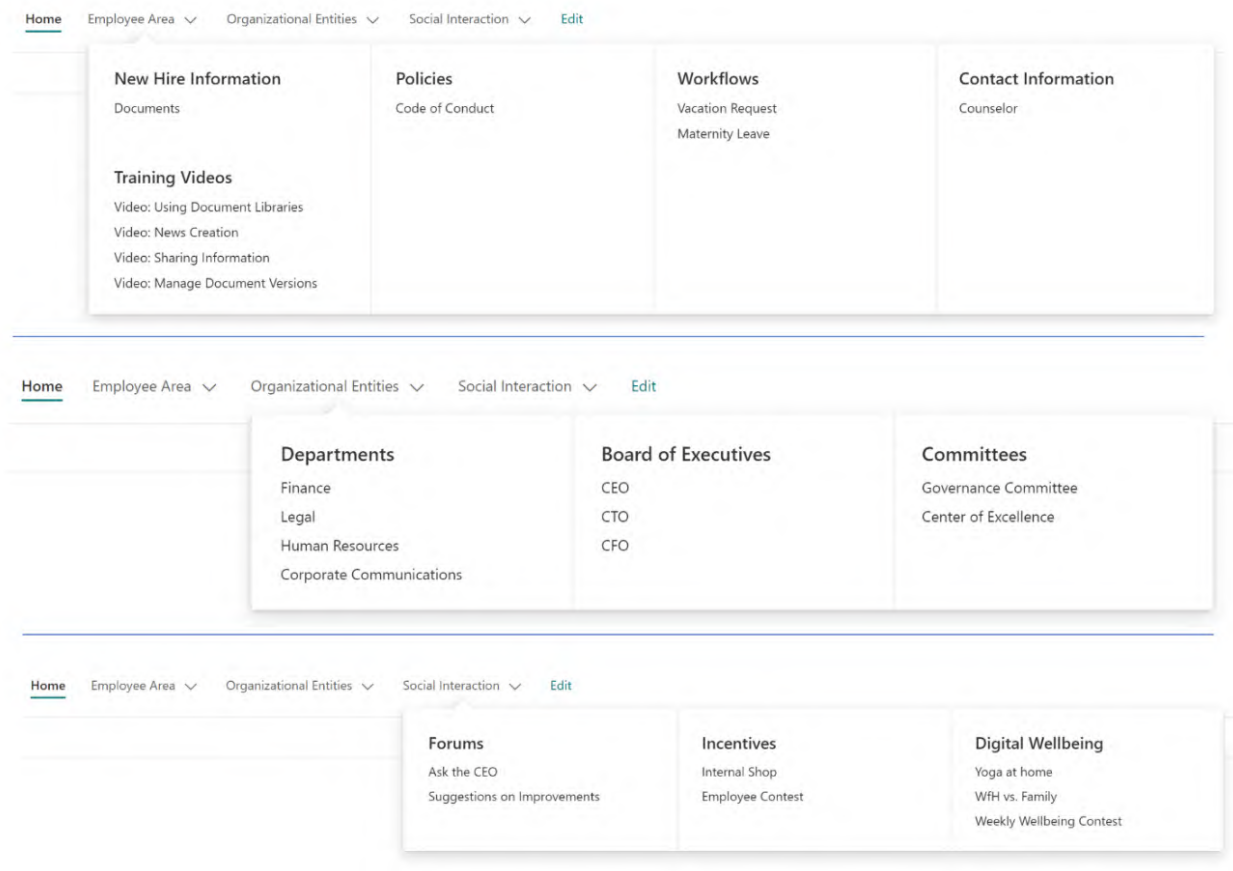 Home Employee Area Organizational Entities Social Interaction Edit
New Hire Information
Documents
Training Videos
Video: Using Document Libraries
Video: News Creation
Video: Sharing Information
Video: Manage Document Versions
Policies
Code of Conduct
Workflows
Vacation Request
Maternity Leave
Contact Information
Counselor
Home Employee Area Organizational Entities Social Interaction Edit
Departments
Finance
Legal
Human Resources
Corporate Communications
Board of Executives
CEO
CTO
CFO
Committees
Governance Committee
Center of Excellence
Home Employee Area Organizational Entities Social Interaction Edit
Forums
Ask the CEO
Suggestions on Improvements
Incentives
Internal Shop
Employee Contest
Digital Wellbeing
Yoga at home
WfH vs. Family
Weekly Wellbeing Contest